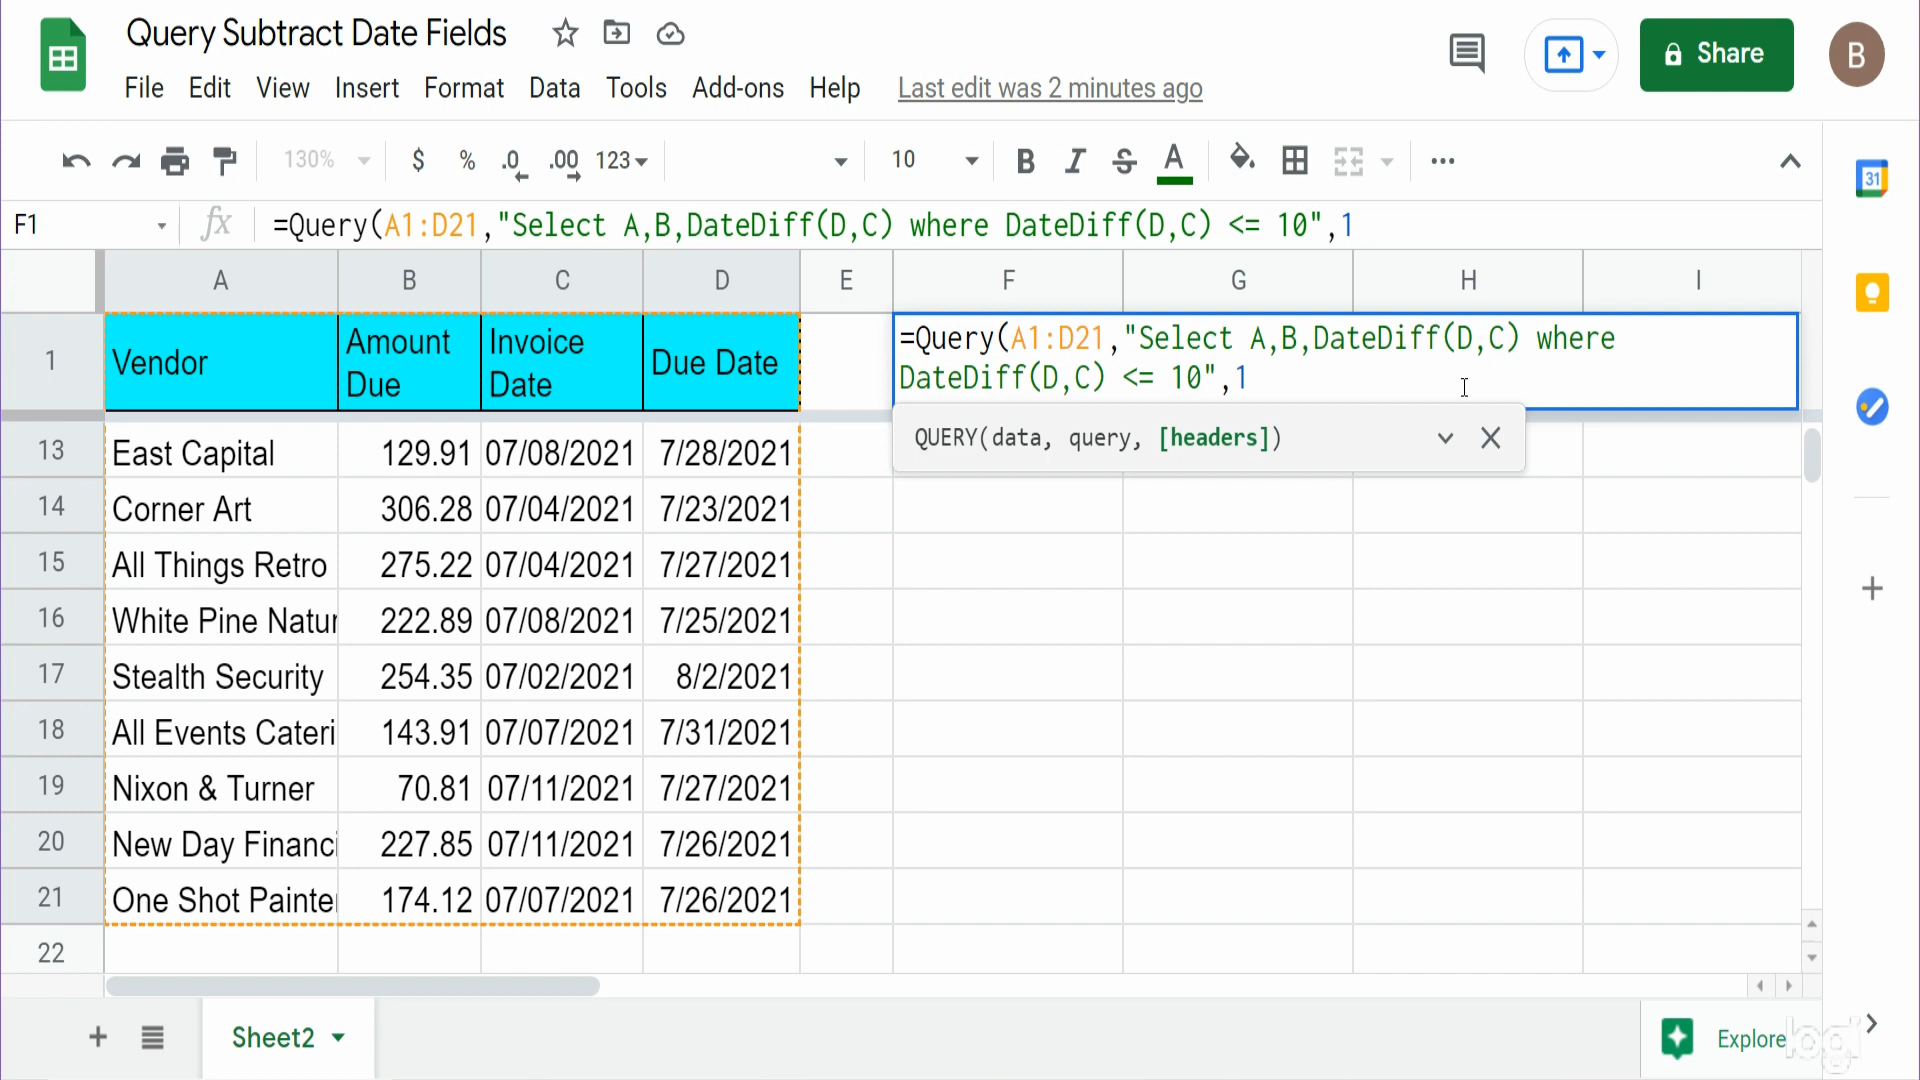 Query Subtract Date Fields
Share
B
File Edit View Insert Format Data Tools Add-ons Help Last edit was 2 minutes ago
130% $ % .0 .00 123 10 B I S A
31
F1 fx =Query(A1:D21,"Select A,B,DateDiff(D,C) where DateDiff(D,C) <= 10",1
A B C D E F G H I
1 Vendor Amount Due Invoice Date Due Date
=Query(A1:D21,"Select A,B,DateDiff(D,C) where
DateDiff(D,C) <= 10",1
QUERY(data, query, [headers])
13 East Capital 129.91 07/08/2021 7/28/2021
14 Corner Art 306.28 07/04/2021 7/23/2021
15 All Things Retro 275.22 07/04/2021 7/27/2021
16 White Pine Natur 222.89 07/08/2021 7/25/2021
17 Stealth Security 254.35 07/02/2021 8/2/2021
18 All Events Cateri 143.91 07/07/2021 7/31/2021
19 Nixon & Turner 70.81 07/11/2021 7/27/2021
20 New Day Financi 227.85 07/11/2021 7/26/2021
21 One Shot Painter 174.12 07/07/2021 7/26/2021
22
Sheet2
Explore